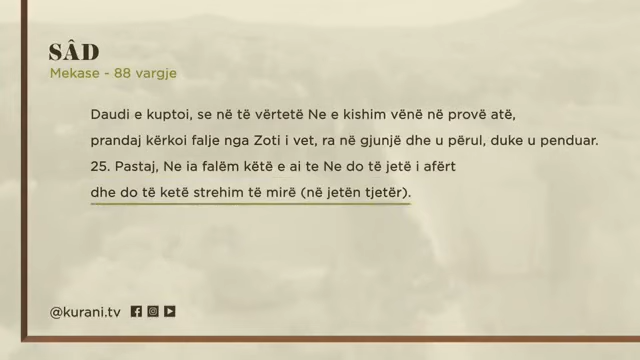 SÂD
Mekase - 88 vargje
Daudi e kuptoi, se në të vërtetë Ne e kishim vënë në provë atë,
prandaj kërkoi falje nga Zoti i vet, ra në gjunjë dhe u përul, duke u penduar.
25. Pastaj, Ne ia falëm këtë e ai te Ne do të jetë i afërt
dhe do të ketë strehim të mirë (në jetën tjetër).
@kurani.tv